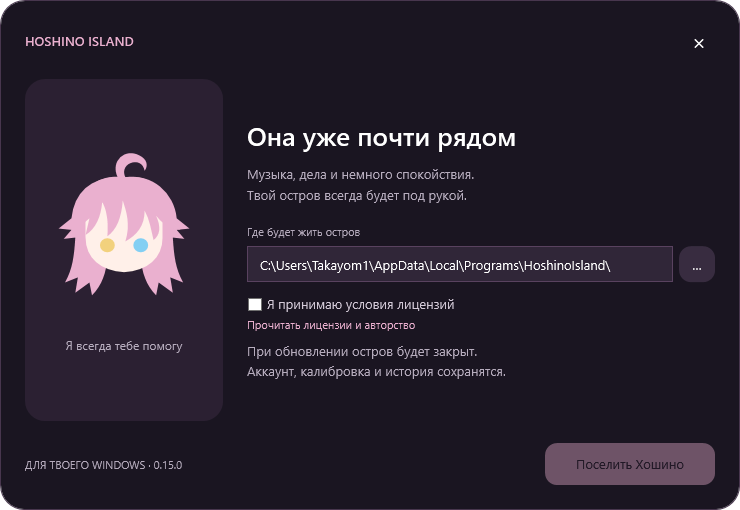 HOSHINO ISLAND
Она уже почти рядом
Музыка, дела и немного спокойствия.
Твой остров всегда будет под рукой.
Где будет жить остров
C:\Users\Takayom1\AppData\Local\Programs\HoshinoIsland\
...
Я принимаю условия лицензий
Прочитать лицензии и авторство
При обновлении остров будет закрыт.
Аккаунт, калибровка и история сохранятся.
Я всегда тебе помогу
ДЛЯ ТВОЕГО WINDOWS · 0.15.0
Поселить Хошино